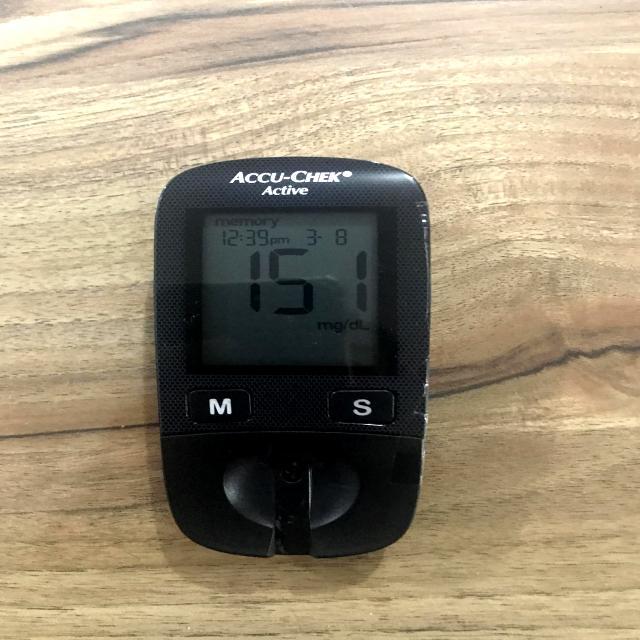 ACCU-CHEK®
Active
memory
12:39pm 3- 8
151
mg/dL
M S